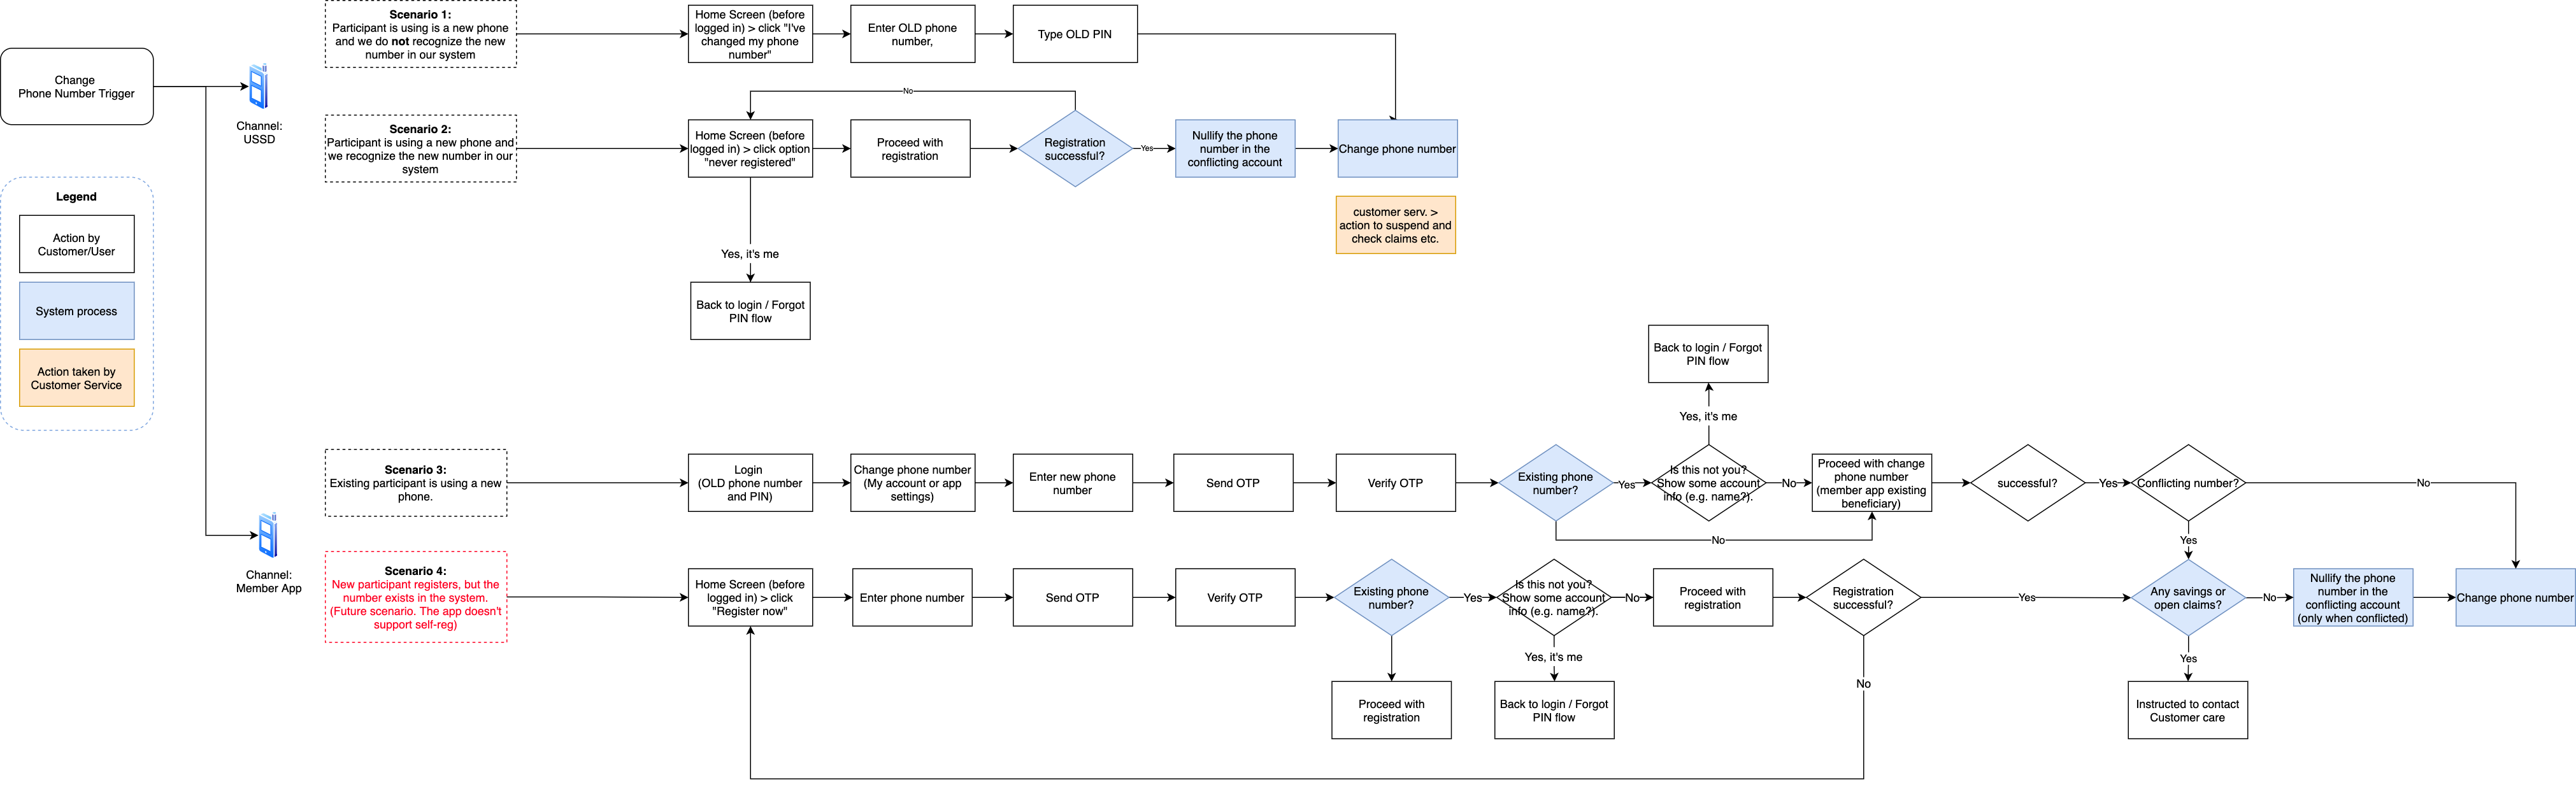 Change
Phone Number Trigger
Channel:
USSD
Legend
Action by
Customer/User
System process
Action taken by
Customer Service
Channel:
Member App
Scenario 1:
Participant is using is a new phone
and we do not recognize the new
number in our system
Home Screen (before
logged in) > click "I've
changed my phone
number"
Enter OLD phone
number,
Type OLD PIN
No
Scenario 2:
Participant is using a new phone and
we recognize the new number in our
system
Home Screen (before
logged in) > click option
"never registered"
Proceed with
registration
Registration
successful?
Yes
Nullify the phone
number in the
conflicting account
Change phone number
customer serv. >
action to suspend and
check claims etc.
Yes, it's me
Back to login / Forgot
PIN flow
Scenario 3:
Existing participant is using a new
phone.
Login
(OLD phone number
and PIN)
Change phone number
(My account or app
settings)
Enter new phone
number
Send OTP
Verify OTP
Existing phone
number?
Yes
Is this not you?
Show some account
info (e.g. name?).
Yes, it's me
Back to login / Forgot
PIN flow
No
Proceed with change
phone number
(member app existing
beneficiary)
No
successful?
Yes
Conflicting number?
No
Yes
Scenario 4:
New participant registers, but the
number exists in the system.
(Future scenario. The app doesn't
support self-reg)
Home Screen (before
logged in) > click
"Register now"
Enter phone number
Send OTP
Verify OTP
Existing phone
number?
Yes
Proceed with
registration
Is this not you?
Show some account
info (e.g. name?).
Yes, it's me
Back to login / Forgot
PIN flow
No
Proceed with
registration
Registration
successful?
No
Yes
Any savings or
open claims?
Yes
Instructed to contact
Customer care
No
Nullify the phone
number in the
conflicting account
(only when conflicted)
Change phone number